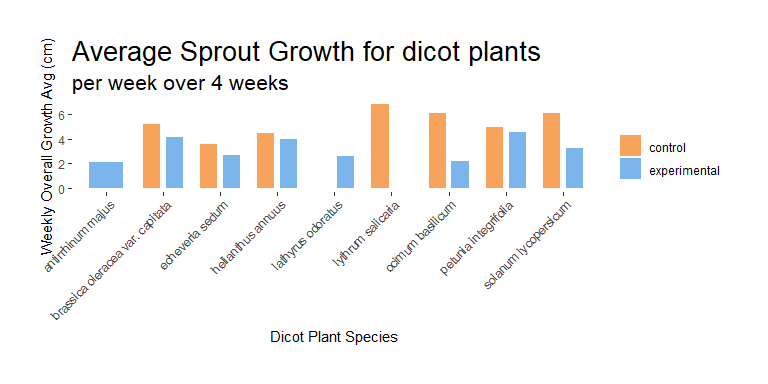 Average Sprout Growth for dicot plants
per week over 4 weeks
Weekly Overall Growth Avg (cm)
6
4
2
0
control
experimental
antirrhinum majus
brassica oleracea var. capitata
echeveria sedum
helianthus annuus
lathyrus odoratus
lythrum salicaria
ocimum basilicum
petunia integrifolia
solanum lycopersicum
Dicot Plant Species